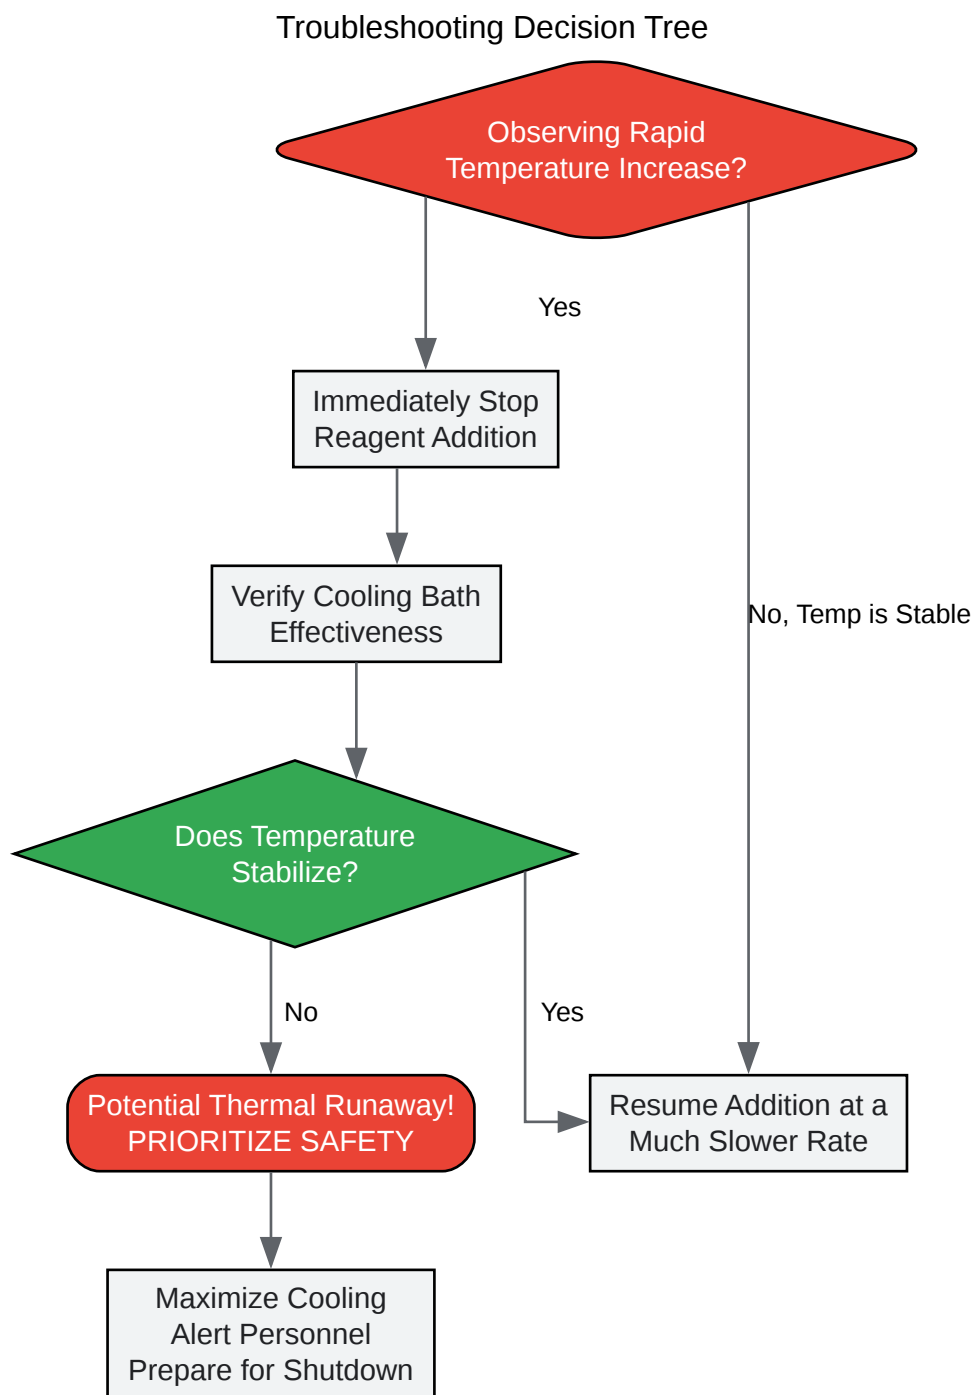 Troubleshooting Decision Tree
Observing Rapid
Temperature Increase?
Yes
Immediately Stop
Reagent Addition
Verify Cooling Bath
Effectiveness
No, Temp is Stable
Does Temperature
Stabilize?
No
Yes
Potential Thermal Runaway!
PRIORITIZE SAFETY
Resume Addition at a
Much Slower Rate
Maximize Cooling
Alert Personnel
Prepare for Shutdown